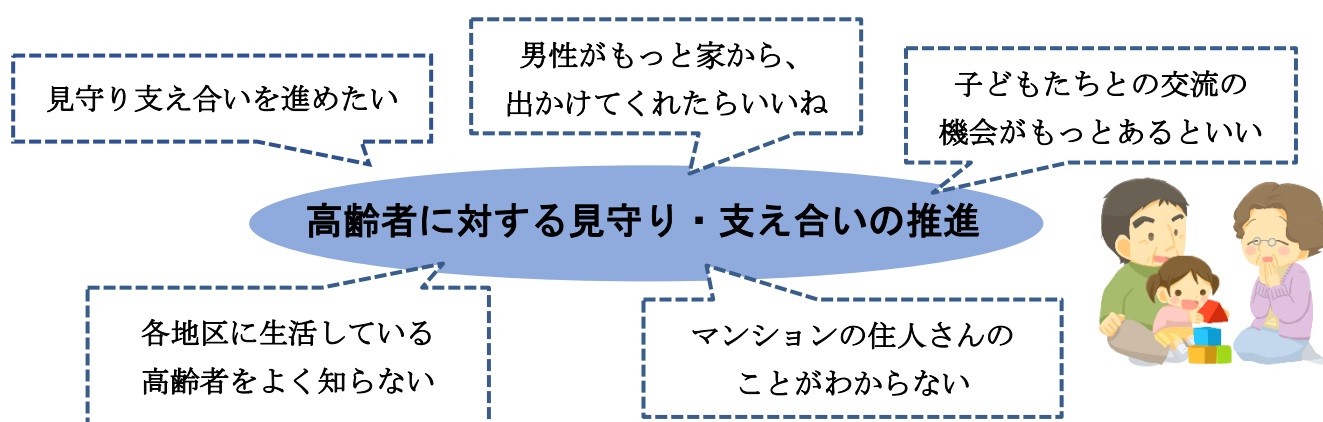 見守り支え合いを進めたい
男性がもっと家から、
出かけてくれたらいいね
子どもたちとの交流の
機会がもっとあるといい
高齢者に対する見守り・支え合いの推進
各地区に生活している
高齢者をよく知らない
マンションの住人さんの
ことがわからない